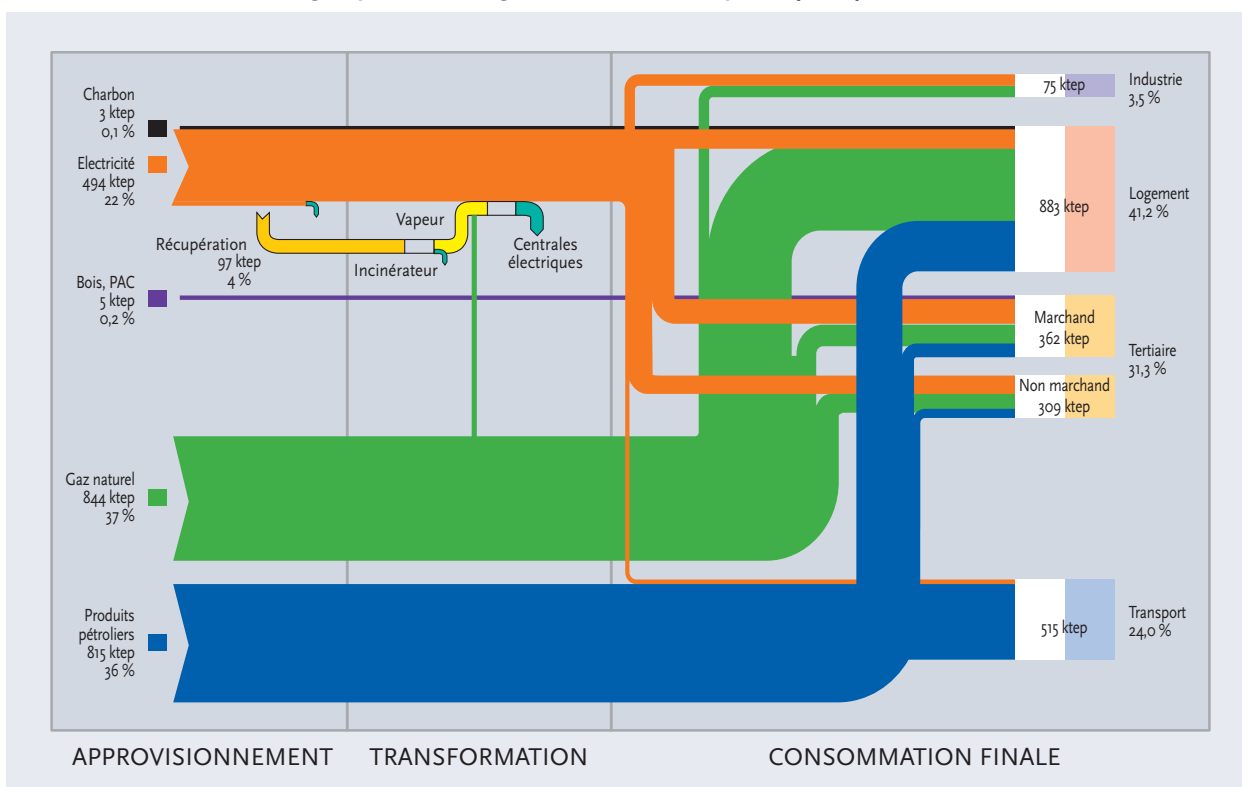 Charbon
3 ktep
0,1 %
Electricité
494 ktep
22 %
Récupération
97 ktep
4 %
Bois, PAC
5 ktep
0,2 %
Gaz naturel
844 ktep
37 %
Produits
pétroliers
815 ktep
36 %
Vapeur
Incinérateur
Centrales
électriques
75 ktep
Industrie
3,5 %
883 ktep
Logement
41,2 %
Marchand
362 ktep
Non marchand
309 ktep
Tertiaire
31,3 %
515 ktep
Transport
24,0 %
APPROVISIONNEMENT
TRANSFORMATION
CONSOMMATION FINALE